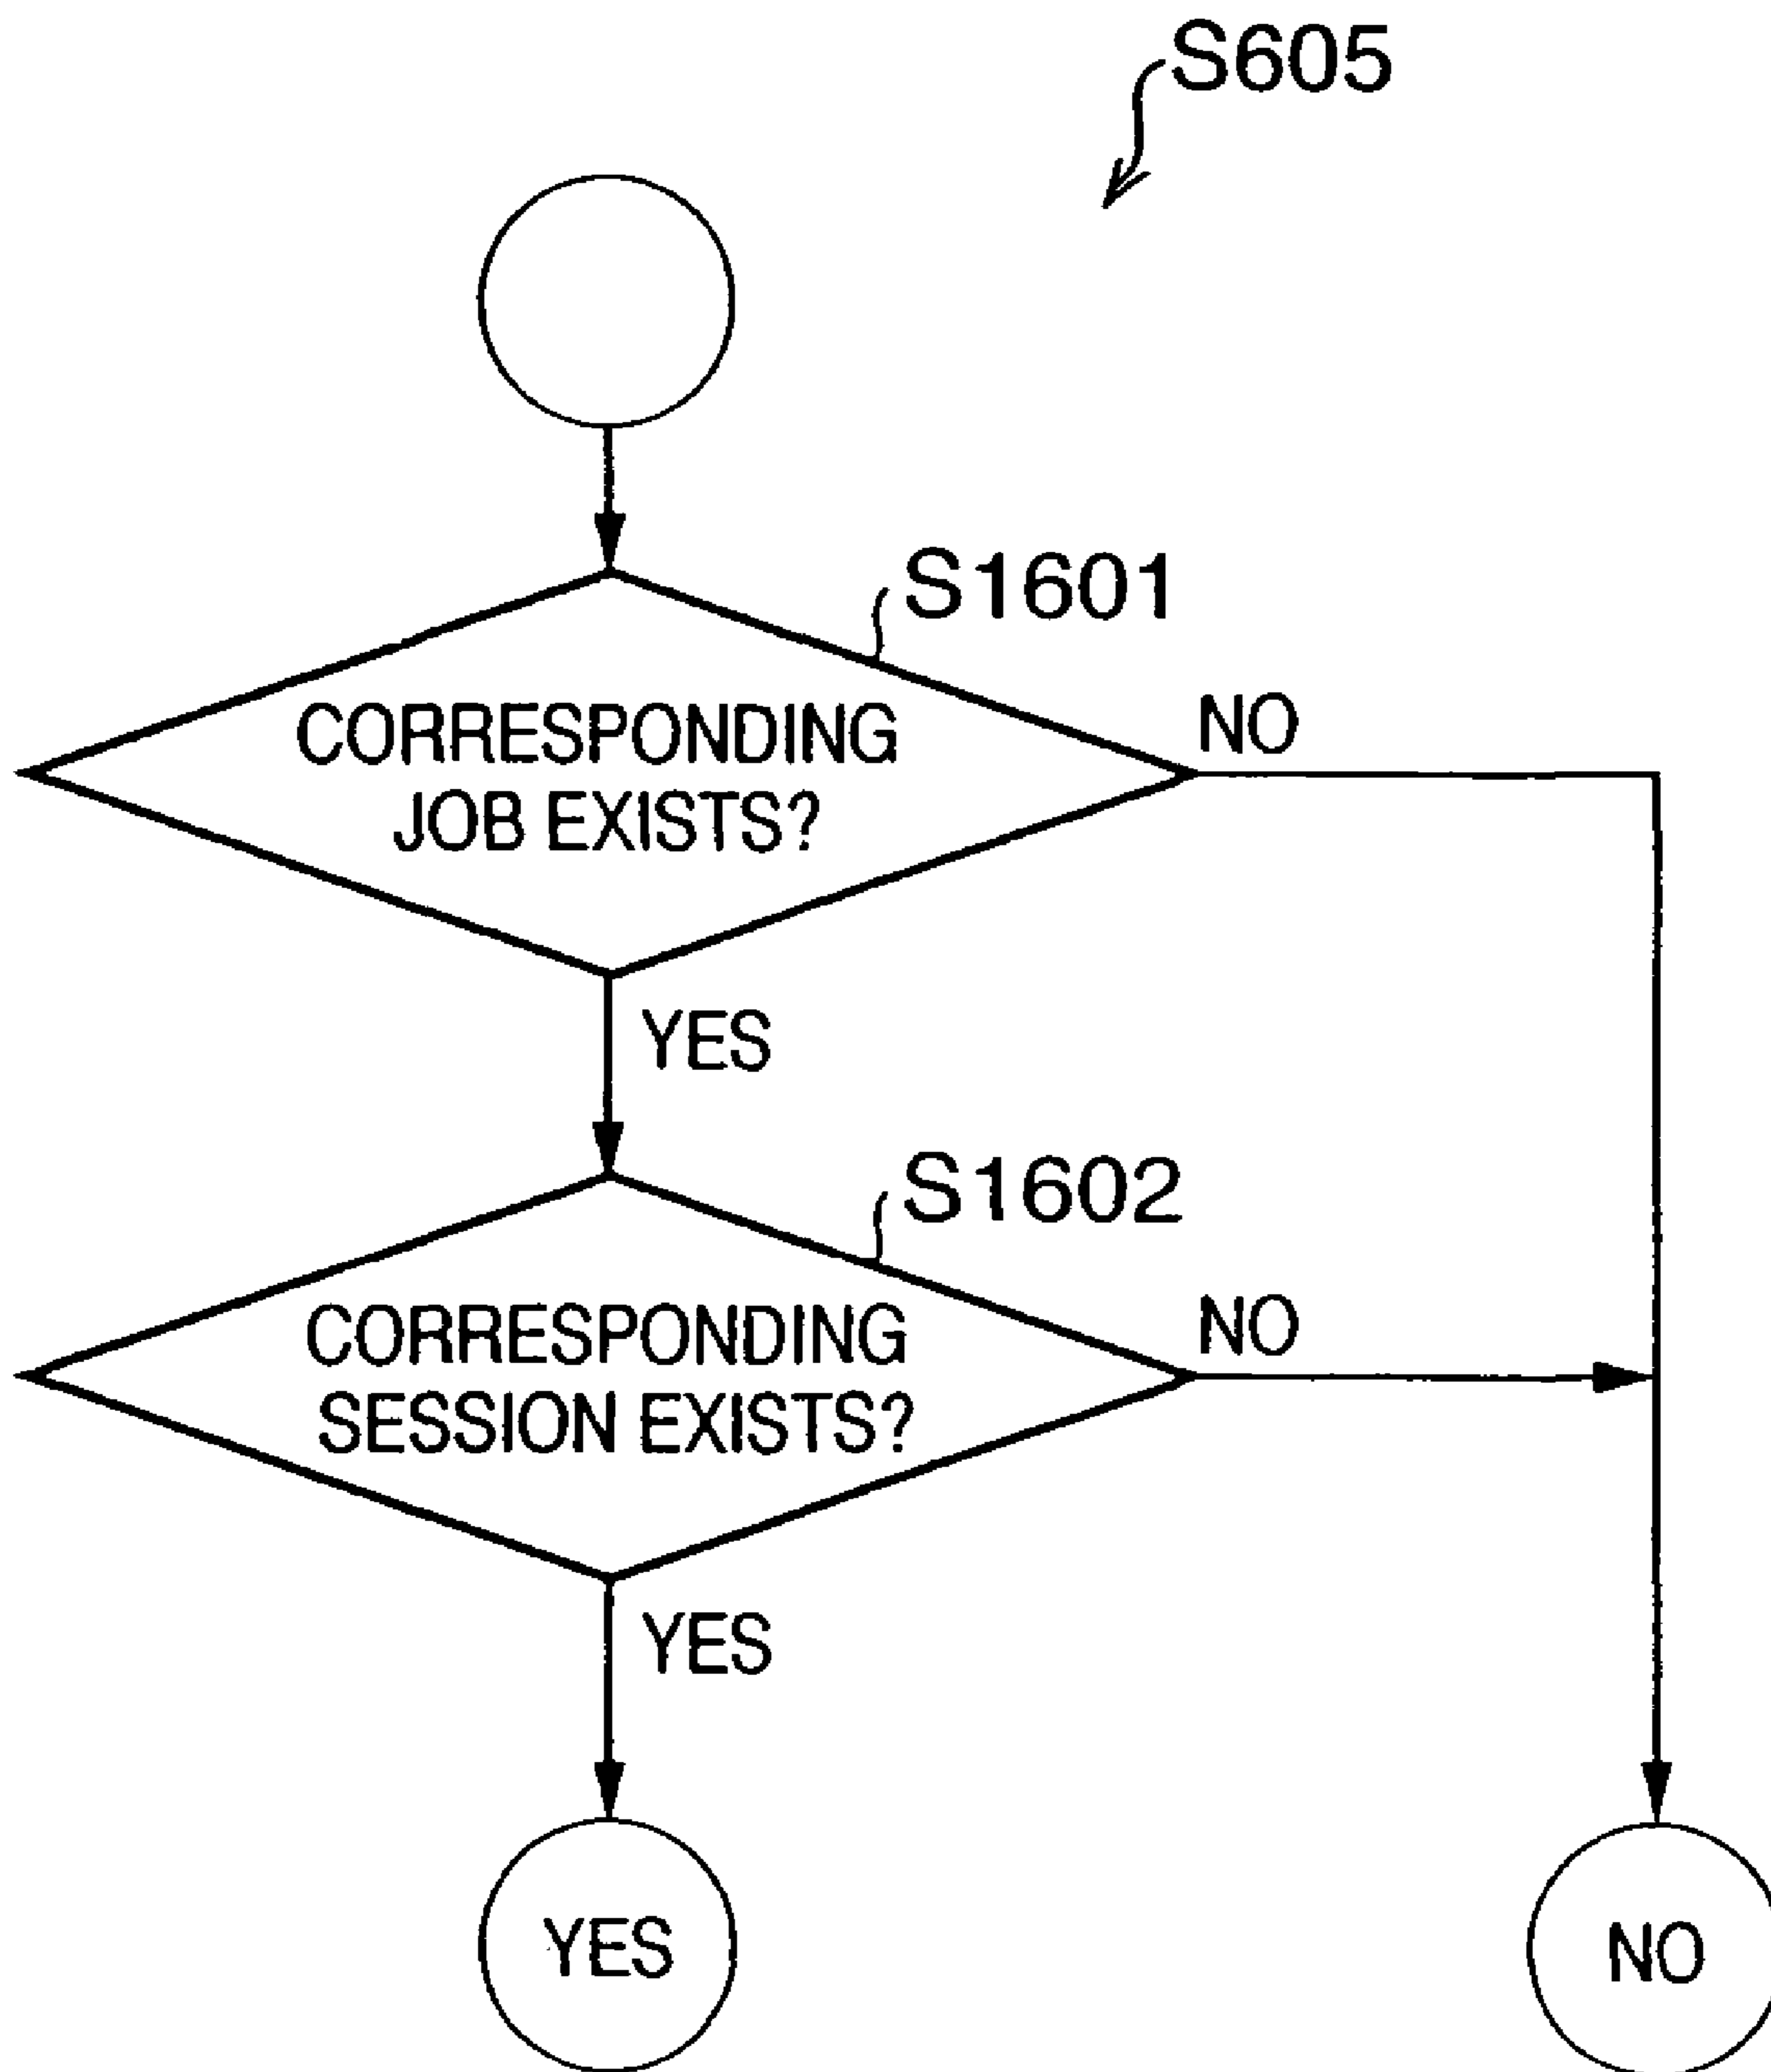 S605
S1601
CORRESPONDING
JOB EXISTS?
NO
YES
S1602
CORRESPONDING
SESSION EXISTS?
NO
YES
YES
NO